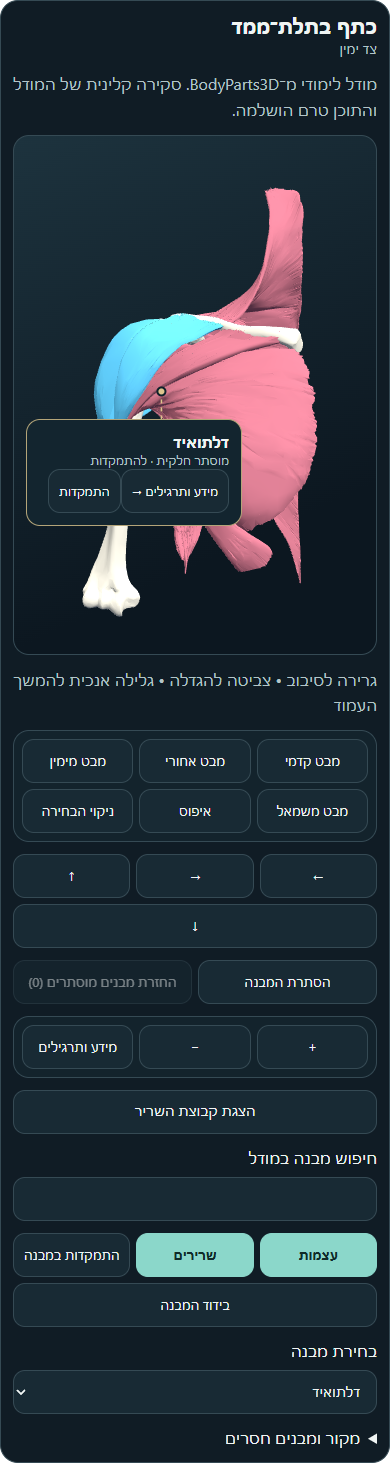 כתף בתלת־ממד
צד ימין
מודל לימודי מ־BodyParts3D. סקירה קלינית של המודל
והתוכן טרם הושלמה.
דלתואיד
מוסתר חלקית · להתמקדות
מידע ותרגילים ←
התמקדות
גרירה לסיבוב • צביטה להגדלה • גלילה אנכית להמשך
העמוד
מבט קדמי
מבט אחורי
מבט מימין
מבט משמאל
איפוס
ניקוי הבחירה
←
→
↑
↓
הסתרת המבנה
החזרת מבנים מוסתרים (0)
+
−
מידע ותרגילים
הצגת קבוצת השריר
חיפוש מבנה במודל
עצמות
שרירים
התמקדות במבנה
בידוד המבנה
בחירת מבנה
דלתואיד
מקור ומבנים חסרים